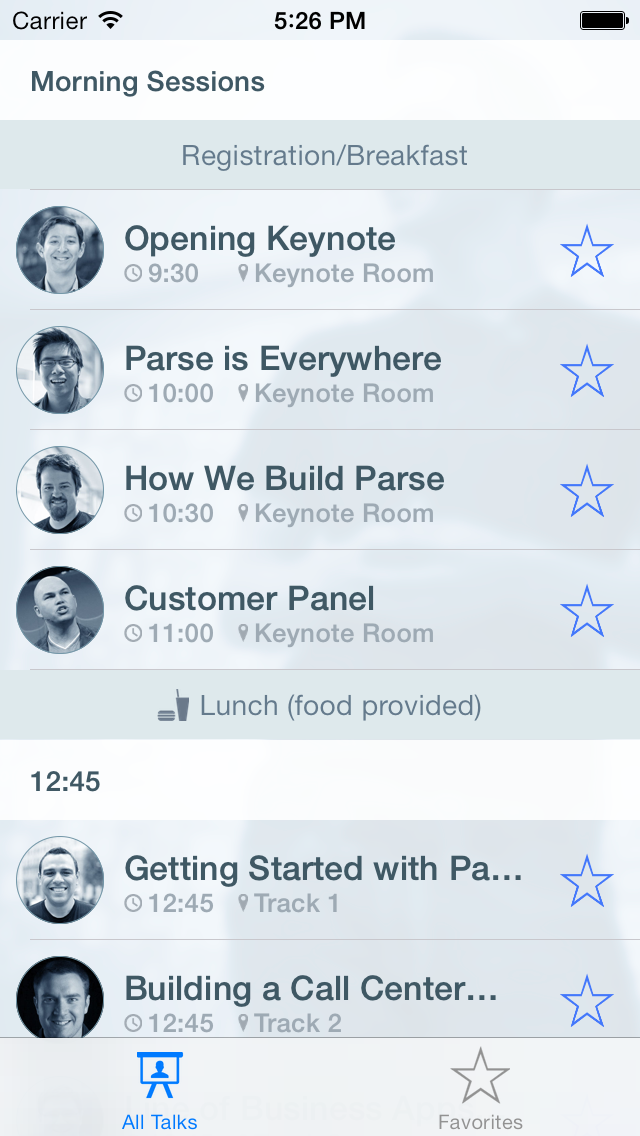 Carrier 5:26 PM
Morning Sessions
Registration/Breakfast
Opening Keynote
9:30 Keynote Room
Parse is Everywhere
10:00 Keynote Room
How We Build Parse
10:30 Keynote Room
Customer Panel
11:00 Keynote Room
Lunch (food provided)
12:45
Getting Started with Pa...
12:45 Track 1
Building a Call Center...
12:45 Track 2
All Talks Favorites